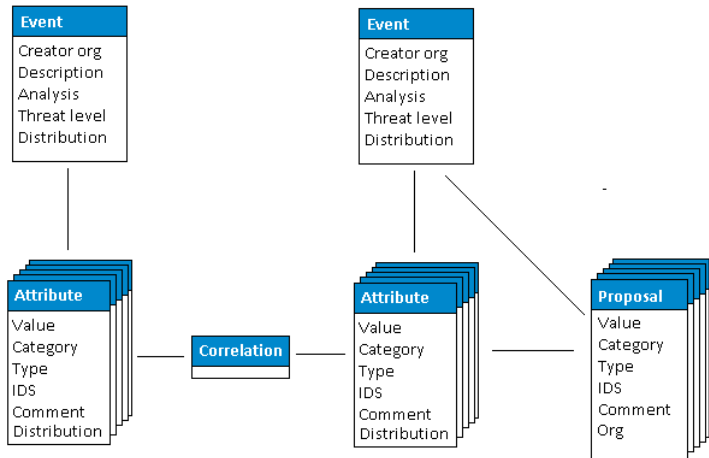 Event
Creator org
Description
Analysis
Threat level
Distribution
Event
Creator org
Description
Analysis
Threat level
Distribution
Attribute
Value
Category
Type
IDS
Comment
Distribution
Correlation
Attribute
Value
Category
Type
IDS
Comment
Distribution
Proposal
Value
Category
Type
IDS
Comment
Org